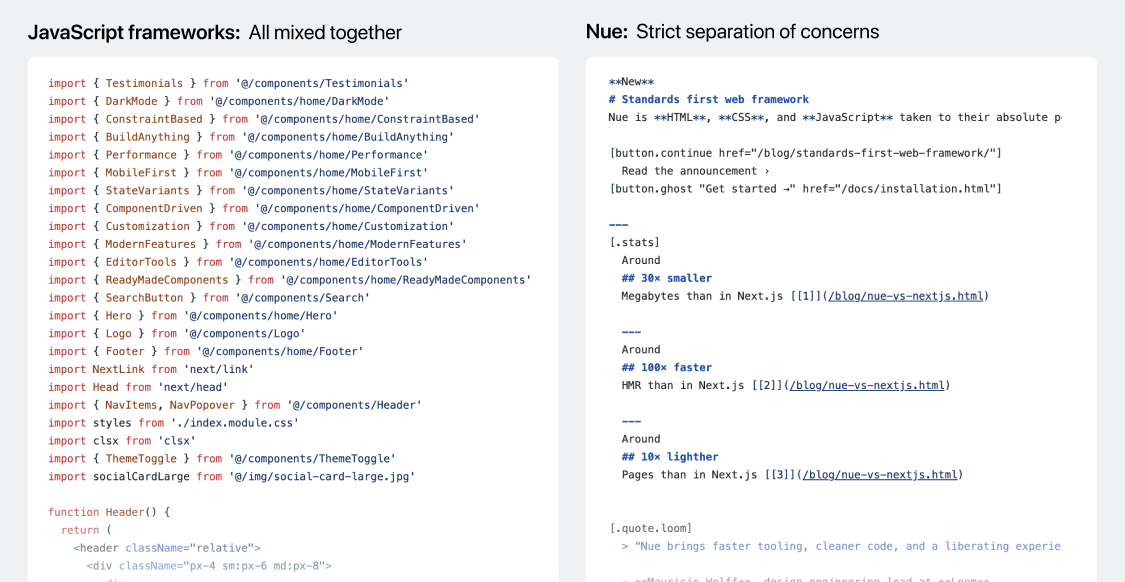 JavaScript frameworks: All mixed together
import { Testimonials } from '@/components/Testimonials'
import { DarkMode } from '@/components/home/DarkMode'
import { ConstraintBased } from '@/components/home/ConstraintBased'
import { BuildAnything } from '@/components/home/BuildAnything'
import { Performance } from '@/components/home/Performance'
import { MobileFirst } from '@/components/home/MobileFirst'
import { StateVariants } from '@/components/home/StateVariants'
import { ComponentDriven } from '@/components/home/ComponentDriven'
import { Customization } from '@/components/home/Customization'
import { ModernFeatures } from '@/components/home/ModernFeatures'
import { EditorTools } from '@/components/home/EditorTools'
import { ReadyMadeComponents } from '@/components/home/ReadyMadeComponents'
import { SearchButton } from '@/components/Search'
import { Hero } from '@/components/home/Hero'
import { Logo } from '@/components/Logo'
import { Footer } from '@/components/home/Footer'
import NextLink from 'next/link'
import Head from 'next/head'
import { NavItems, NavPopover } from '@/components/Header'
import styles from './index.module.css'
import clsx from 'clsx'
import { ThemeToggle } from '@/components/ThemeToggle'
import socialCardLarge from '@/img/social-card-large.jpg'
function Header() {
return (
<header className="relative">
<div className="px-4 sm:px-6 md:px-8">
<div
Nue: Strict separation of concerns
**New**
# Standards first web framework
Nue is **HTML**, **CSS**, and **JavaScript** taken to their absolute
[button.continue href="/blog/standards-first-web-framework/"]
Read the announcement ›
[button.ghost "Get started →" href="/docs/installation.html"]
---
[.stats]
Around
## 30× smaller
Megabytes than in Next.js [[1]](/blog/nue-vs-nextjs.html)
---
Around
## 100× faster
HMR than in Next.js [[2]](/blog/nue-vs-nextjs.html)
---
Around
## 10× lighther
Pages than in Next.js [[3]](/blog/nue-vs-nextjs.html)
[.quote.loom]
> “Nue brings faster tooling, cleaner code, and a liberating experie
— **Mauricio Wolff**, design engineering lead at **Loom**